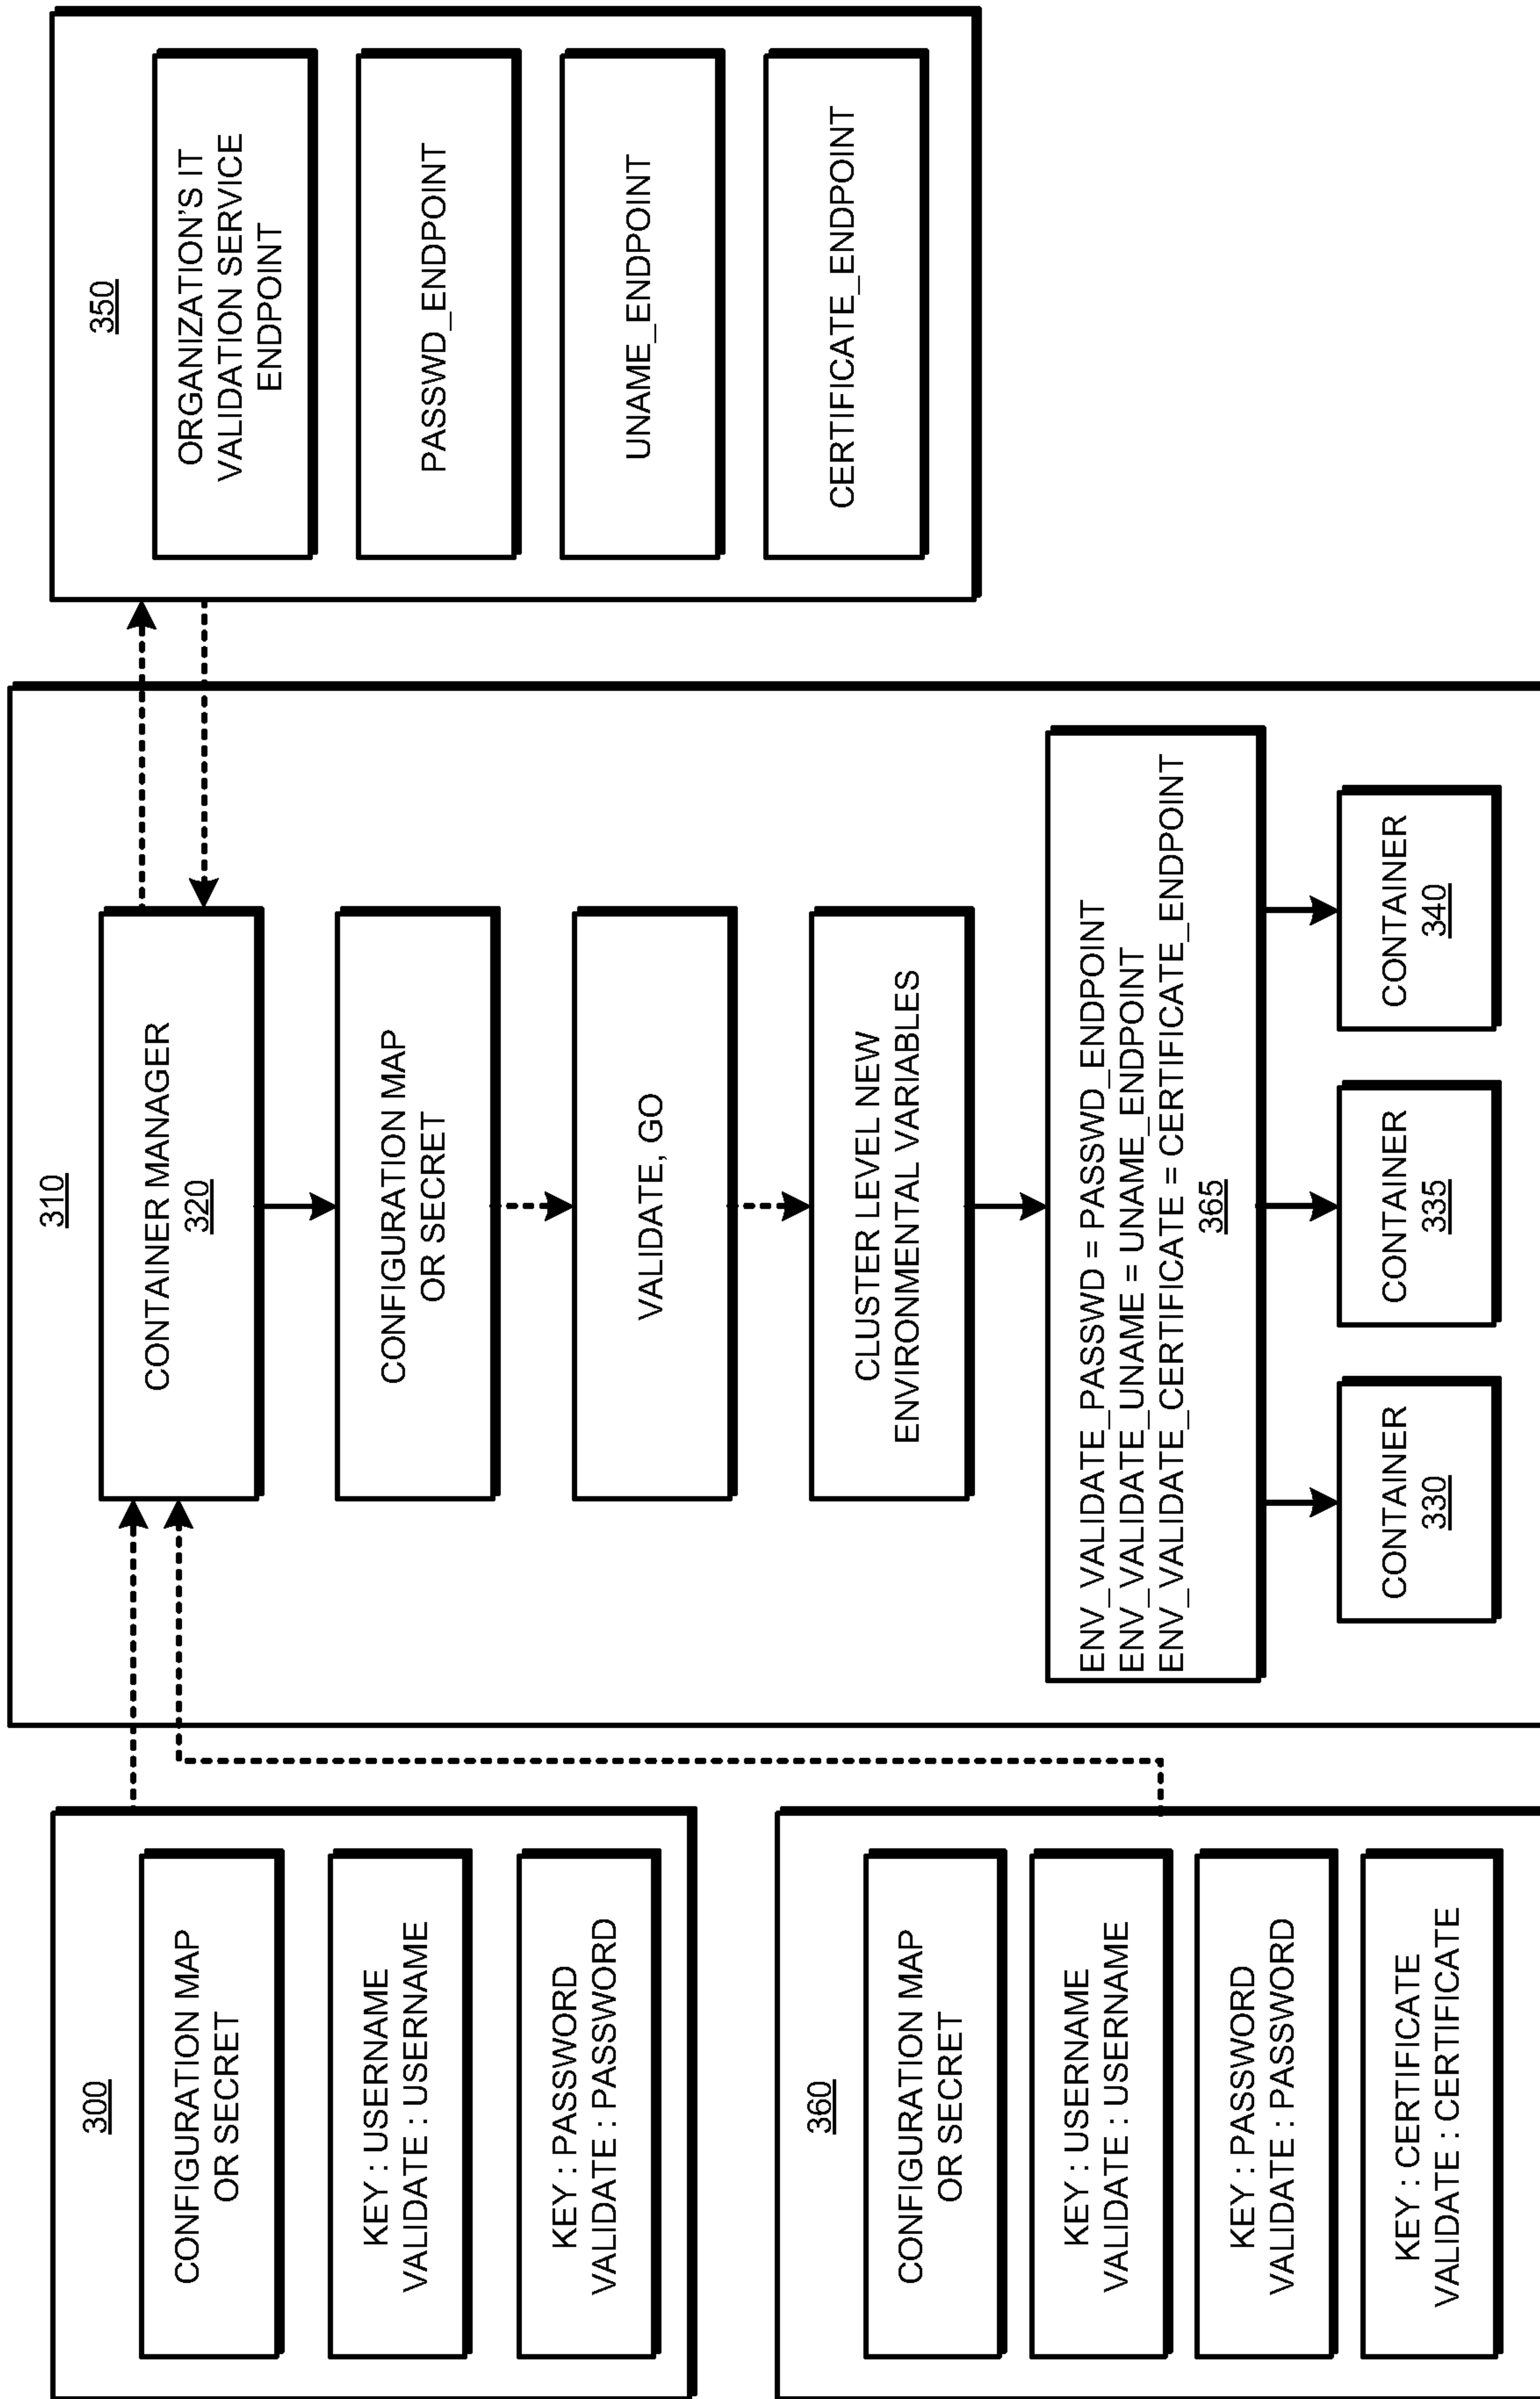 300
CONFIGURATION MAP
OR SECRET
KEY : USERNAME
VALIDATE : USERNAME
KEY : PASSWORD
VALIDATE : PASSWORD
360
CONFIGURATION MAP
OR SECRET
KEY : USERNAME
VALIDATE : USERNAME
KEY : PASSWORD
VALIDATE : PASSWORD
KEY : CERTIFICATE
VALIDATE : CERTIFICATE
310
CONTAINER MANAGER
320
CONFIGURATION MAP
OR SECRET
VALIDATE, GO
CLUSTER LEVEL NEW
ENVIRONMENTAL VARIABLES
ENV_VALIDATE_PASSWD = PASSWD_ENDPOINT
ENV_VALIDATE_UNAME = UNAME_ENDPOINT
ENV_VALIDATE_CERTIFICATE = CERTIFICATE_ENDPOINT
365
CONTAINER
330
CONTAINER
335
CONTAINER
340
350
ORGANIZATION'S IT
VALIDATION SERVICE
ENDPOINT
PASSWD_ENDPOINT
UNAME_ENDPOINT
CERTIFICATE_ENDPOINT